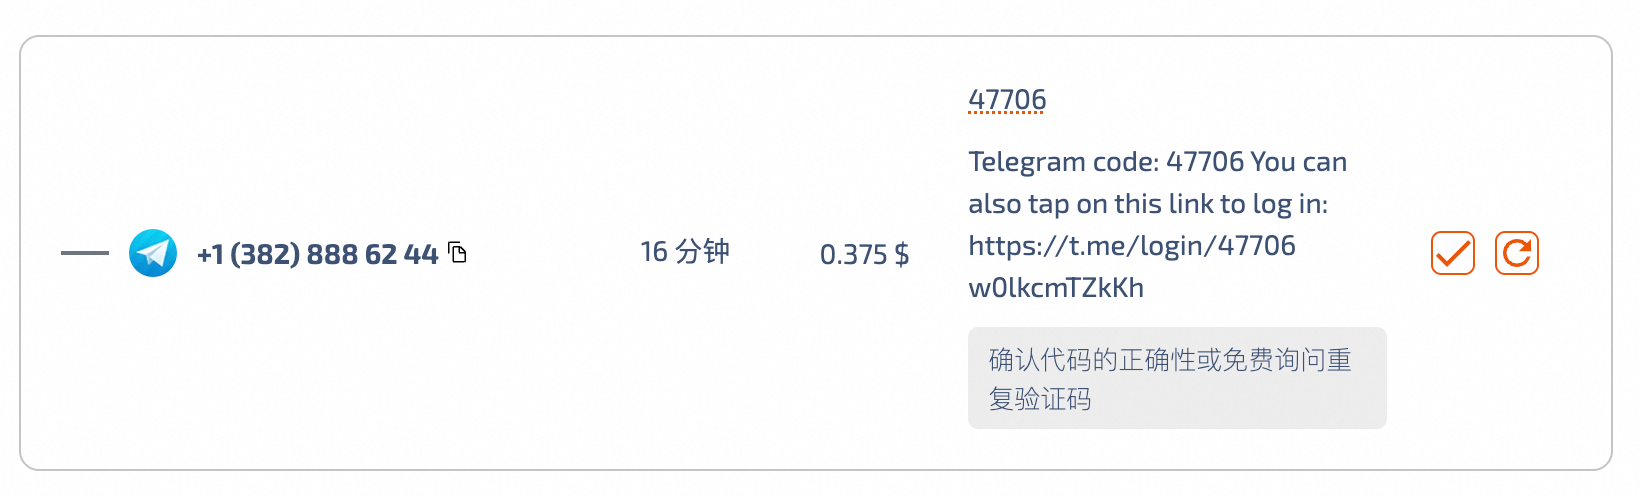 47706
Telegram code: 47706 You can
also tap on this link to log in:
+1 (382) 888 62 44
16 分钟
0.375 $
https://t.me/login/47706
w0lkcmTZkKh
确认代码的正确性或免费询问重
复验证码